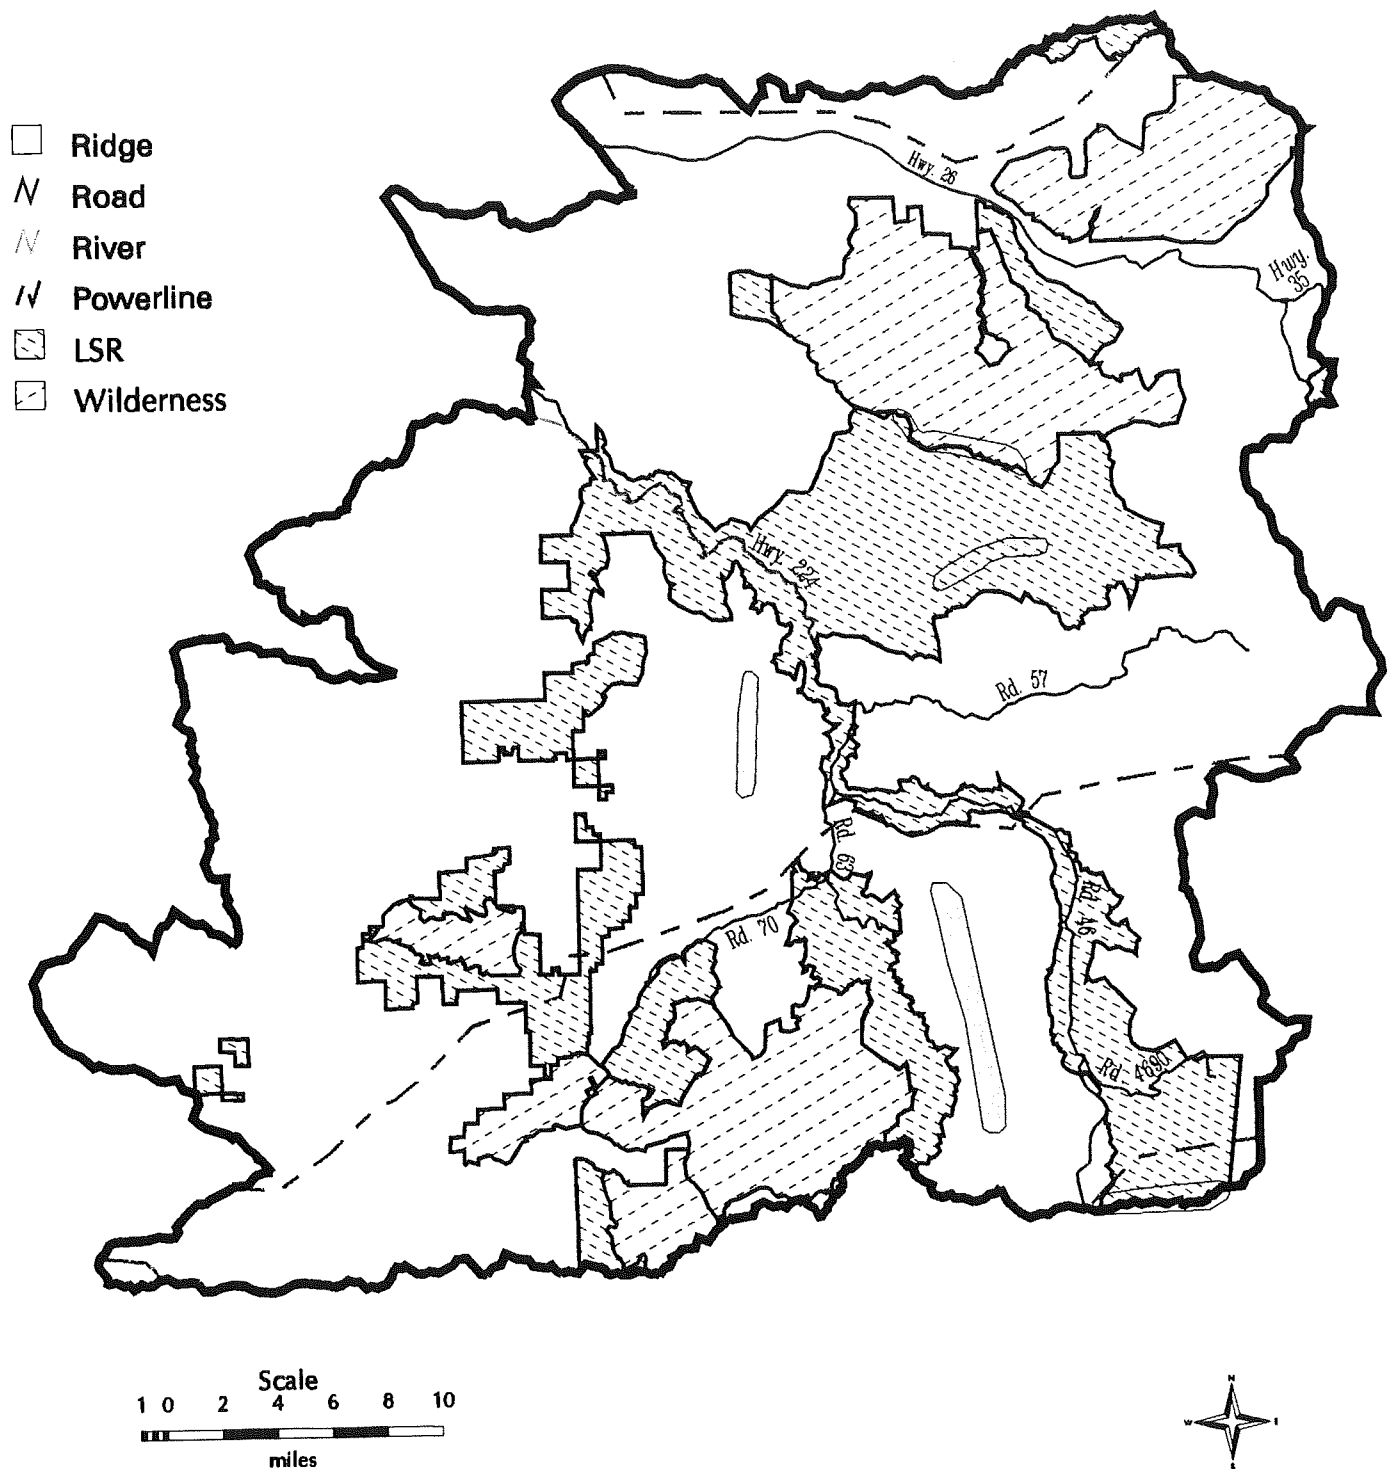 Ridge
Road
River
Powerline
LSR
Wilderness
Hwy. 26
Hwy.
35
Hwy. 224
Rd. 57
Rd. 63
Rd. 70
Rd. 46
Rd 4690
Scale
1 0 2 4 6 8 10
miles
N
W